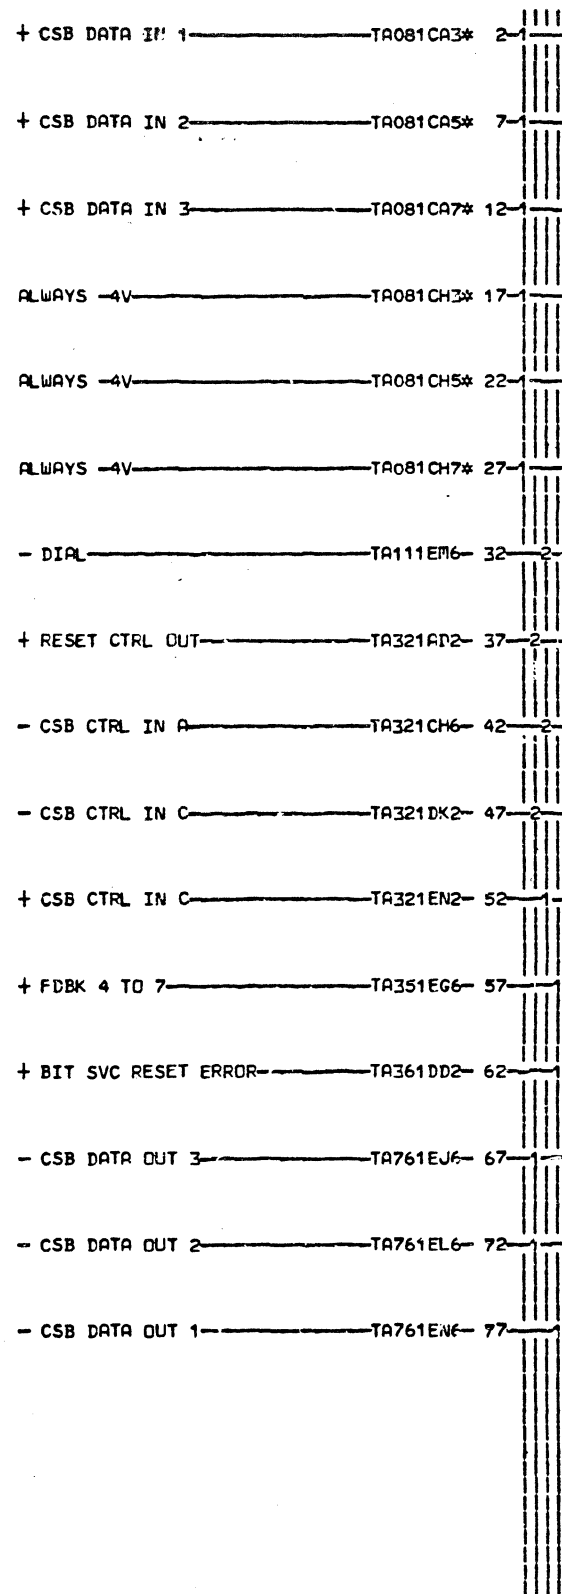 + CSB DATA IN 1 TA081CA3* 2 1
+ CSB DATA IN 2 TA081CA5* 7 1
+ CSB DATA IN 3 TA081CA7* 12 1
ALWAYS -4V TA081CH3* 17 1
ALWAYS -4V TA081CH5* 22 1
ALWAYS -4V TA081CH7* 27 1
- DIAL TA111EM6- 32 2
+ RESET CTRL OUT TA321AD2- 37 2
- CSB CTRL IN A TA321CH6- 42 2
- CSB CTRL IN C TA321DK2- 47 2
+ CSB CTRL IN C TA321EN2- 52 1
+ FDBK 4 TO 7 TA351EG6- 57 1
+ BIT SVC RESET ERROR TA361DD2- 62 1
- CSB DATA OUT 3 TA761EJ6- 67 1
- CSB DATA OUT 2 TA761EL6- 72 1
- CSB DATA OUT 1 TA761EN6- 77 1